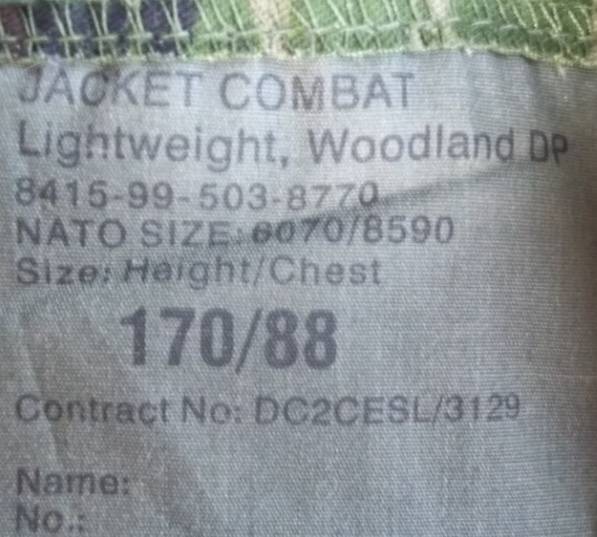 JACKET COMBAT
Lightweight, Woodland DP
8415-99-503-8770
NATO SIZE: 6070/8590
Size: Height/Chest
170/88
Contract No: DC2CESL/3129
Name:
No.: